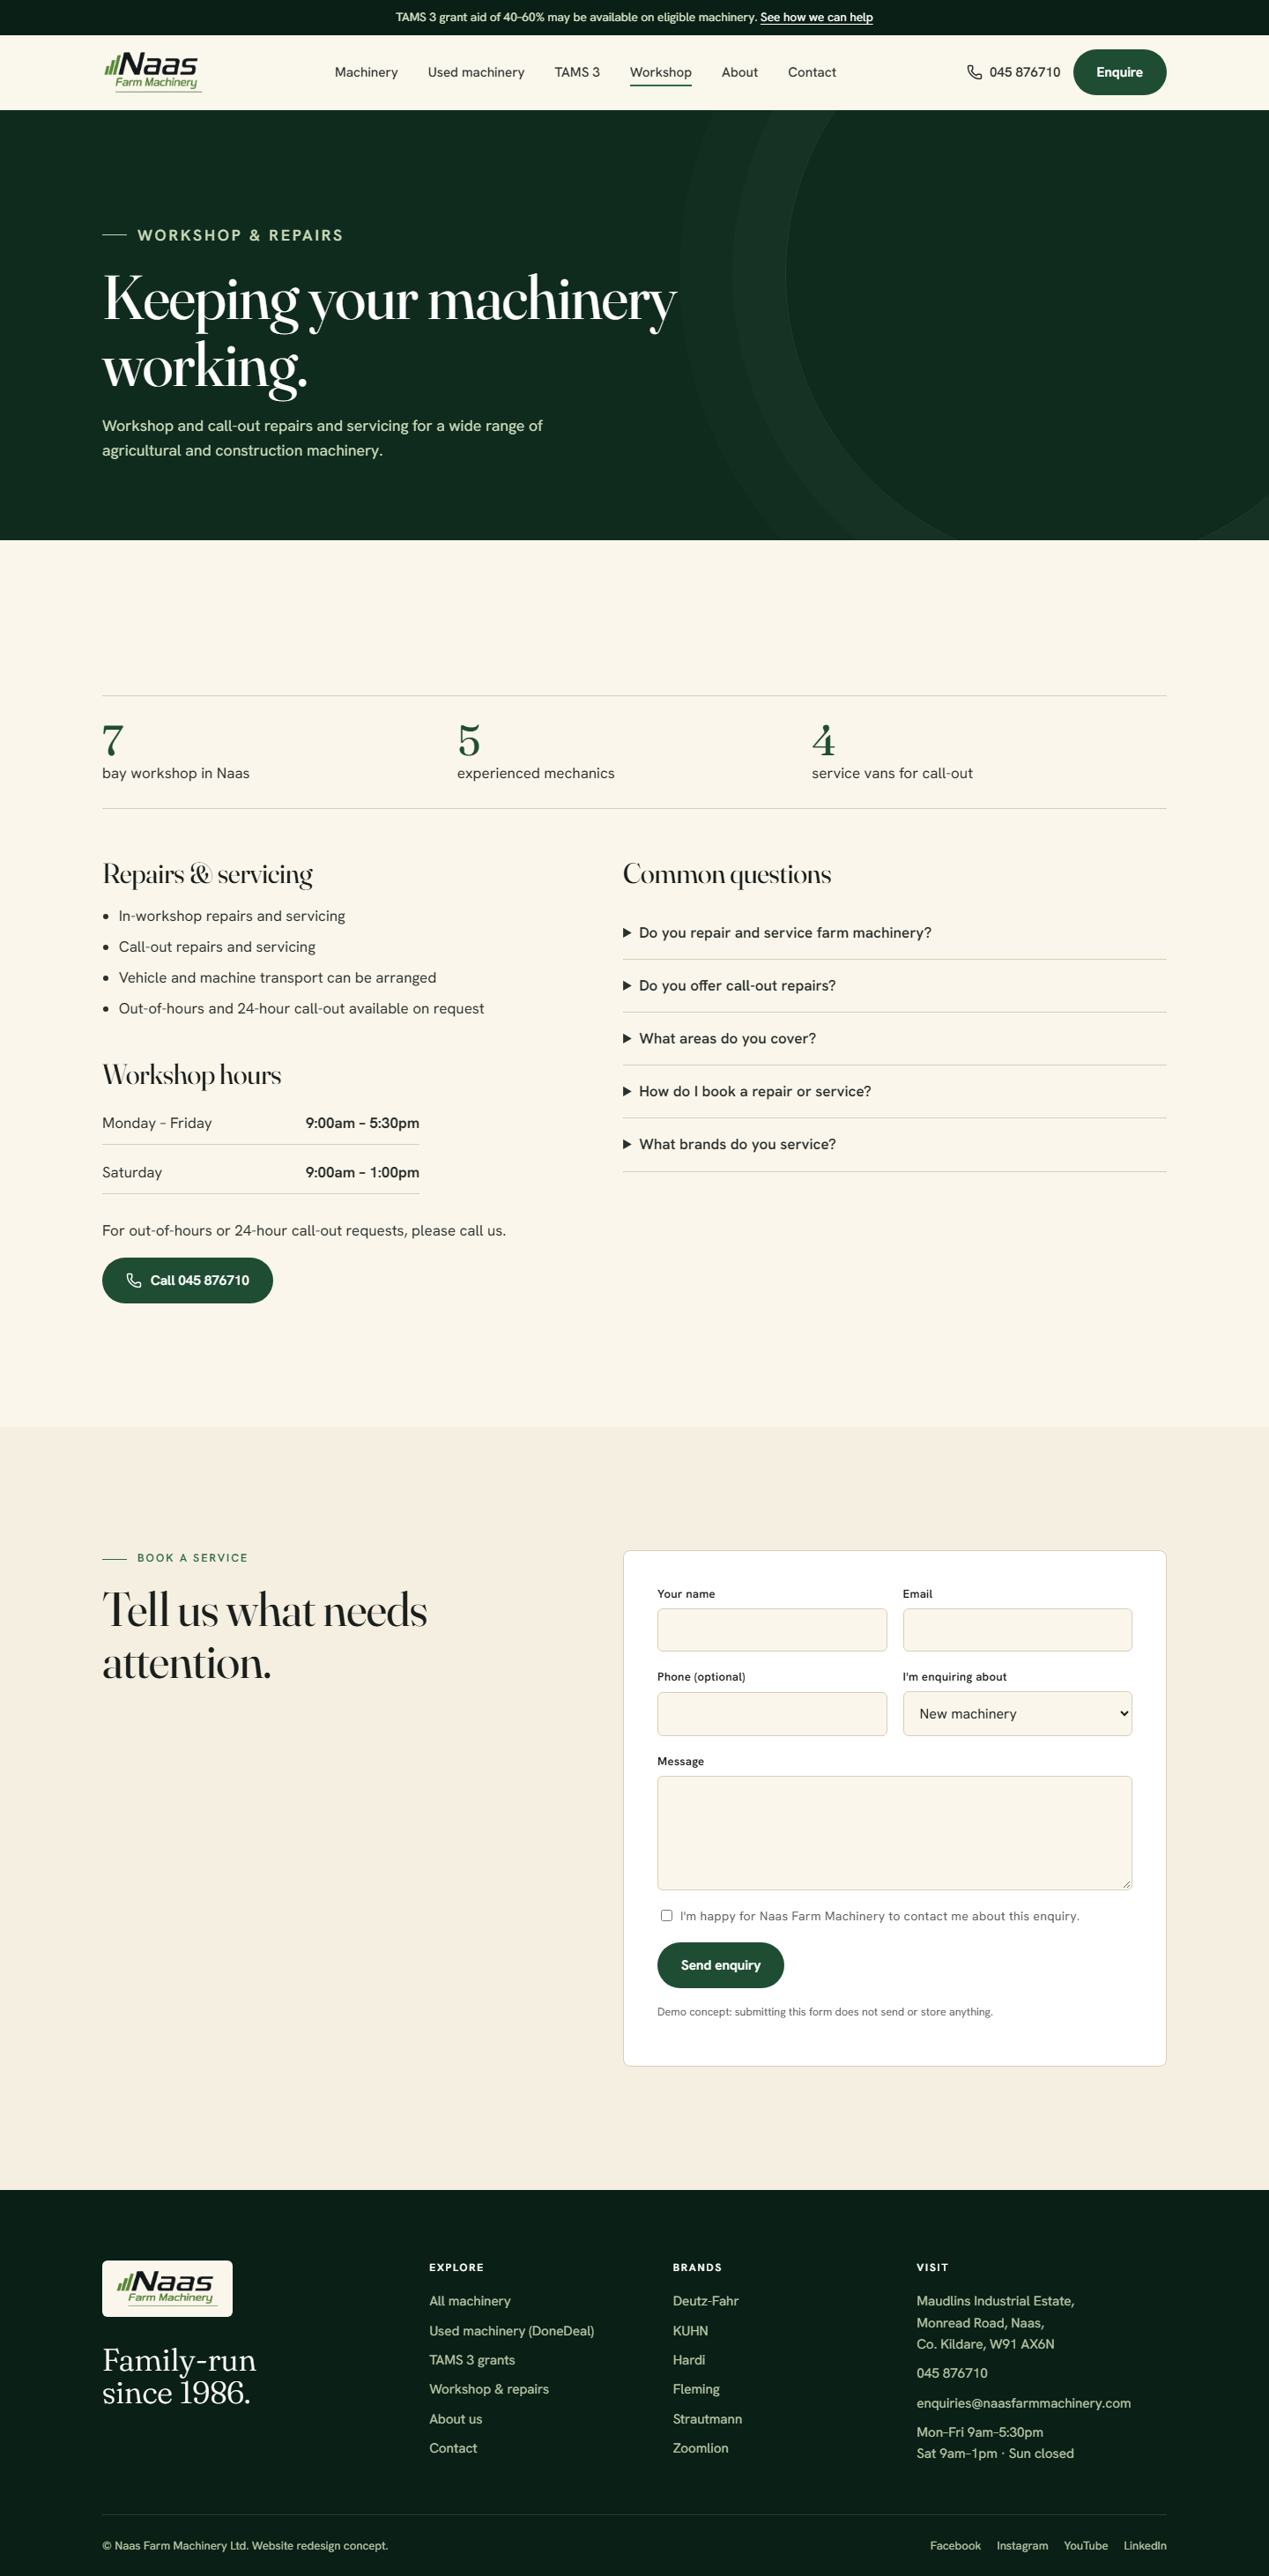 TAMS 3 grant aid of 40-60% may be available on eligible machinery. See how we can help
Naas
Farm Machinery
Machinery
Used machinery
TAMS 3
Workshop
About
Contact
045 876710
Enquire
WORKSHOP & REPAIRS
Keeping your machinery
working.
Workshop and call-out repairs and servicing for a wide range of
agricultural and construction machinery.
7
bay workshop in Naas
5
experienced mechanics
4
service vans for call-out
Repairs & servicing
In-workshop repairs and servicing
Call-out repairs and servicing
Vehicle and machine transport can be arranged
Out-of-hours and 24-hour call-out available on request
Workshop hours
Monday – Friday 9:00am – 5:30pm
Saturday 9:00am – 1:00pm
For out-of-hours or 24-hour call-out requests, please call us.
Call 045 876710
Common questions
Do you repair and service farm machinery?
Do you offer call-out repairs?
What areas do you cover?
How do I book a repair or service?
What brands do you service?
BOOK A SERVICE
Tell us what needs
attention.
Your name
Email
Phone (optional)
I'm enquiring about
New machinery
Message
I'm happy for Naas Farm Machinery to contact me about this enquiry.
Send enquiry
Demo concept: submitting this form does not send or store anything.
Naas
Farm Machinery
Family-run
since 1986.
EXPLORE
All machinery
Used machinery (DoneDeal)
TAMS 3 grants
Workshop & repairs
About us
Contact
BRANDS
Deutz-Fahr
KUHN
Hardi
Fleming
Strautmann
Zoomlion
VISIT
Maudlins Industrial Estate,
Monread Road, Naas,
Co. Kildare, W91 AX6N
045 876710
enquiries@naasfarmmachinery.com
Mon–Fri 9am–5:30pm
Sat 9am–1pm · Sun closed
© Naas Farm Machinery Ltd. Website redesign concept.
Facebook
Instagram
YouTube
LinkedIn